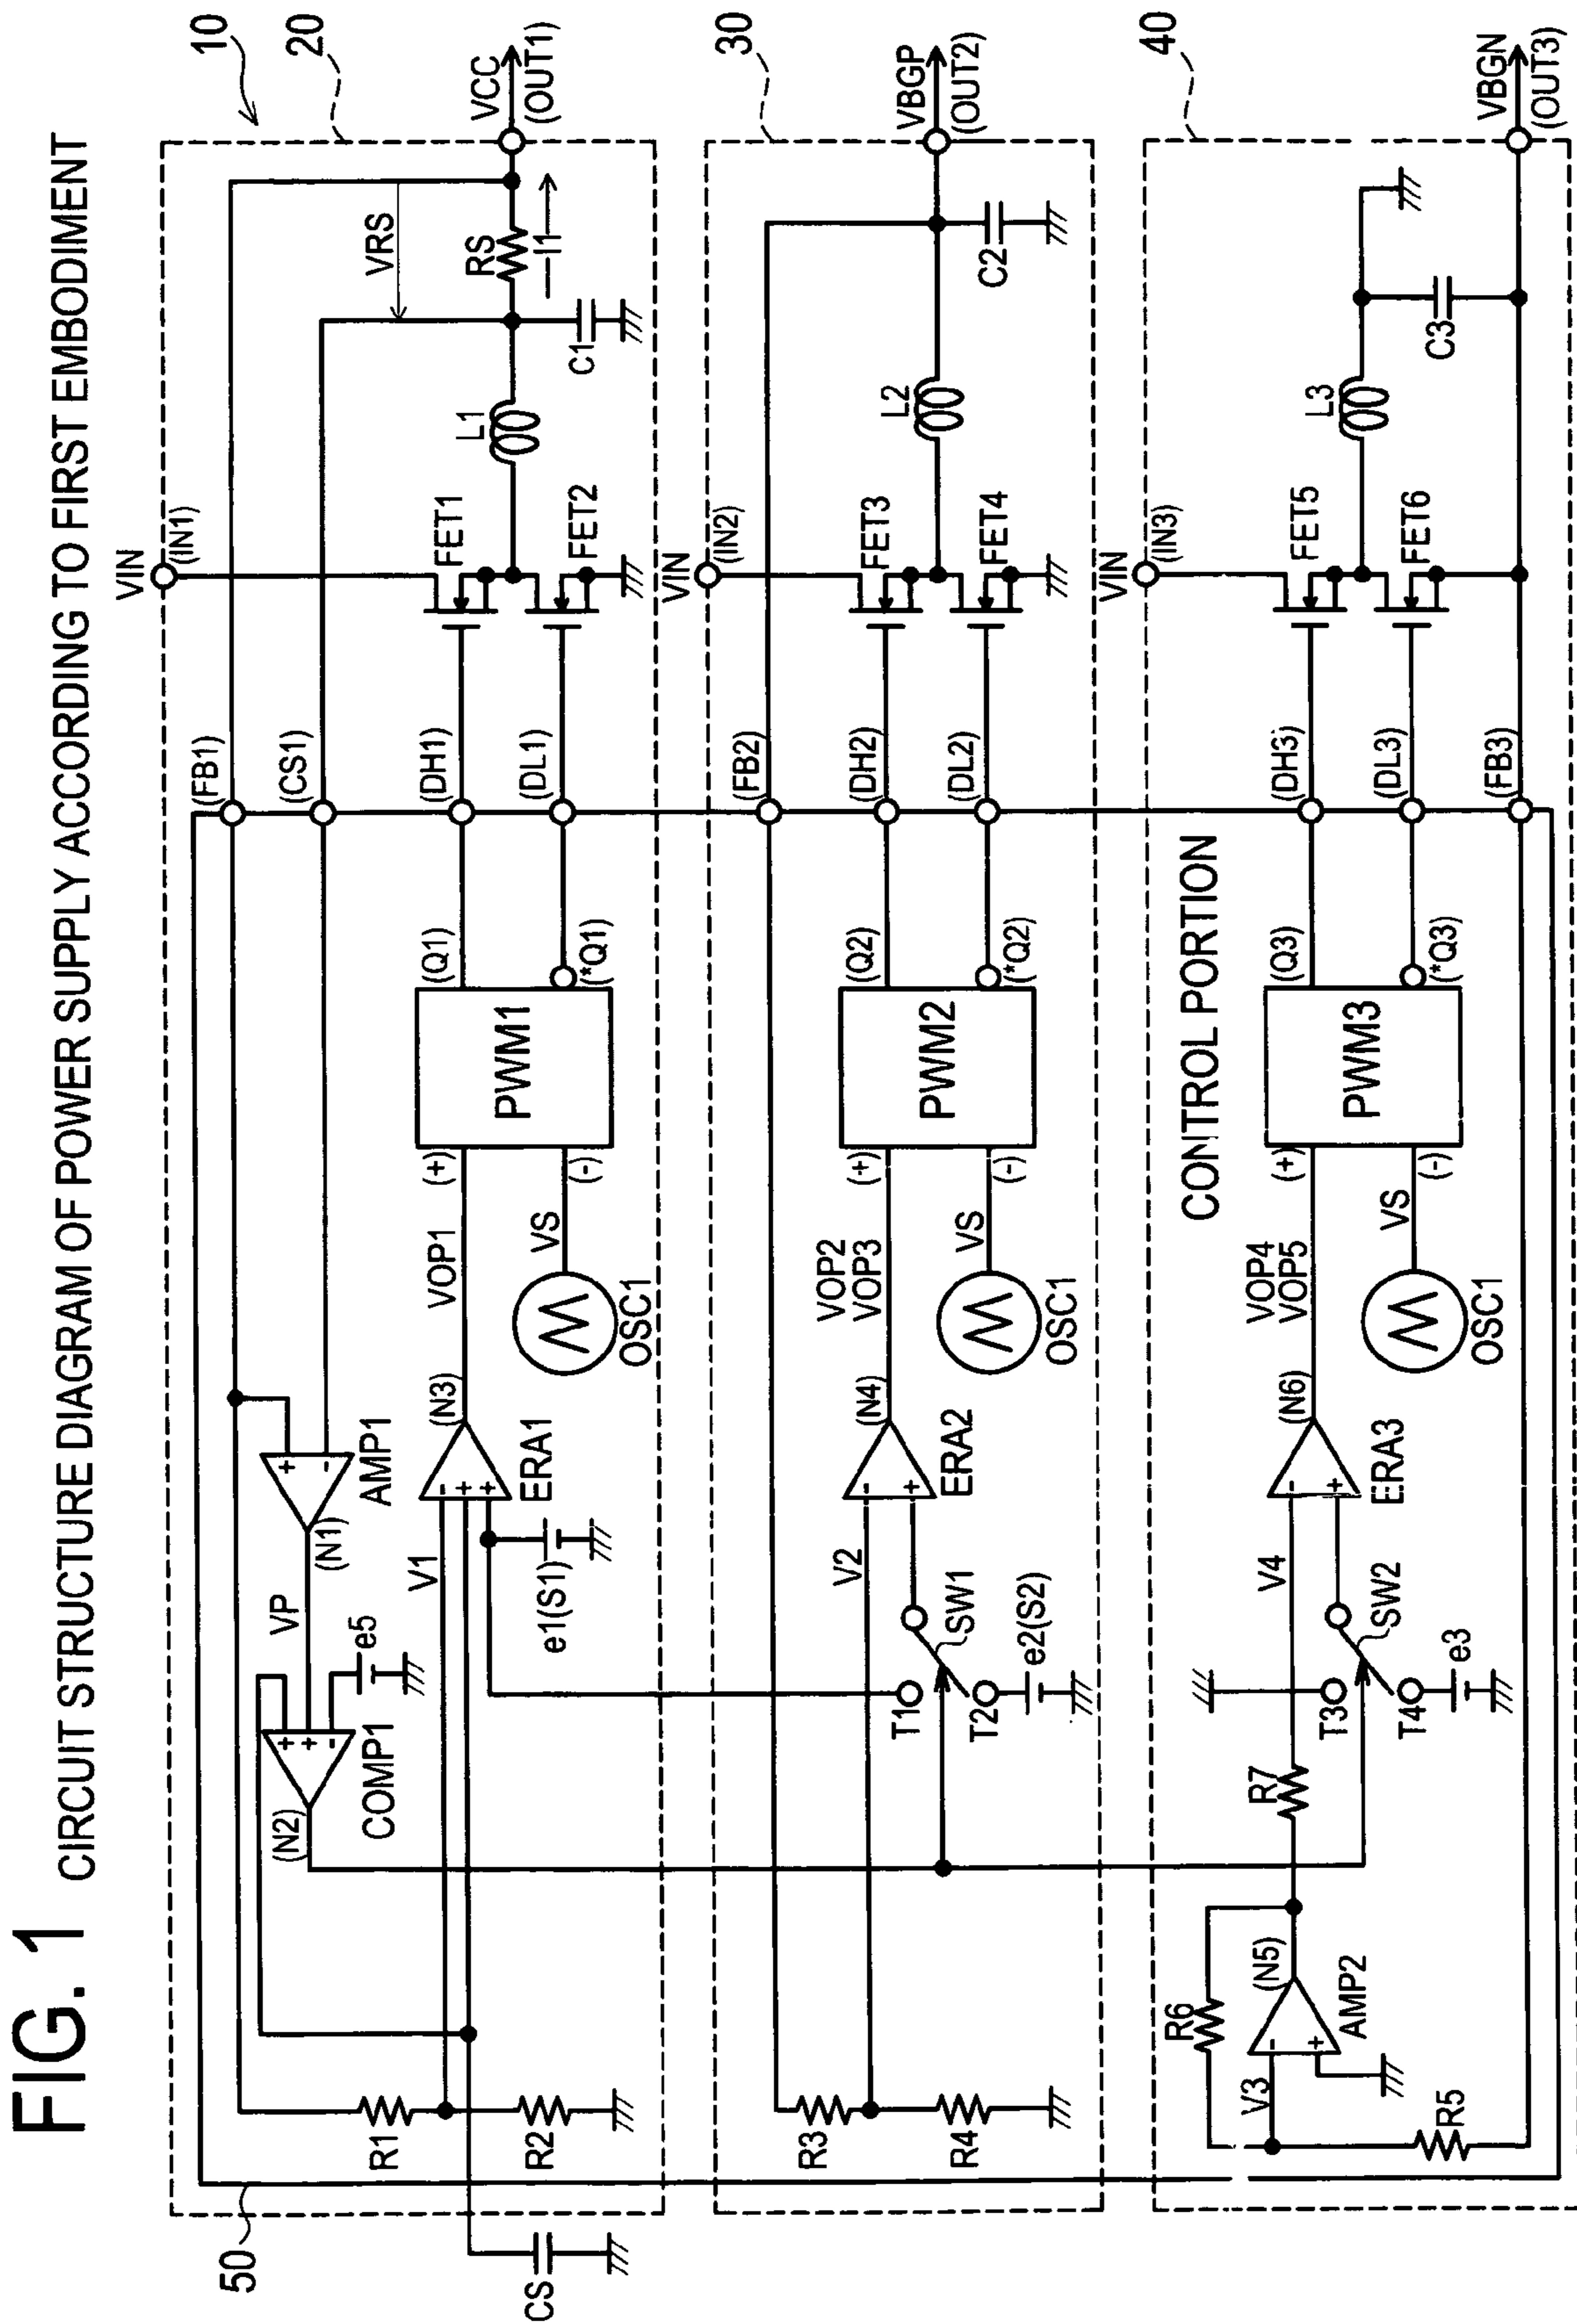 FIG. 1
CIRCUIT STRUCTURE DIAGRAM OF POWER SUPPLY ACCORDING TO FIRST EMBODIMENT
10
20
50
VIN
(IN1)
(FB1)
(CS1)
VRS
VCC
(OUT1)
RS
I1
C1
L1
FET1
FET2
(DH1)
(DL1)
(Q1)
(*Q1)
PWM1
(+)
(-)
VOP1
VS
OSC1
(N3)
ERA1
-
+
+
AMP1
+
-
(N1)
VP
e5
COMP1
+
+
-
(N2)
V1
e1(S1)
R1
R2
CS
30
VIN
(IN2)
(FB2)
VBGP
(OUT2)
C2
L2
FET3
FET4
(DH2)
(DL2)
(Q2)
(*Q2)
PWM2
(+)
(-)
VOP2
VOP3
VS
OSC1
(N4)
ERA2
-
+
V2
SW1
T1
T2
e2(S2)
R3
R4
40
VIN
(IN3)
VBGN
(OUT3)
C3
L3
FET5
FET6
(DH3)
(DL3)
(FB3)
CONTROL PORTION
(Q3)
(*Q3)
PWM3
(+)
(-)
VOP4
VOP5
VS
OSC1
(N6)
ERA3
-
+
V4
SW2
T3
T4
e3
R7
(N5)
AMP2
-
+
R6
V3
R5